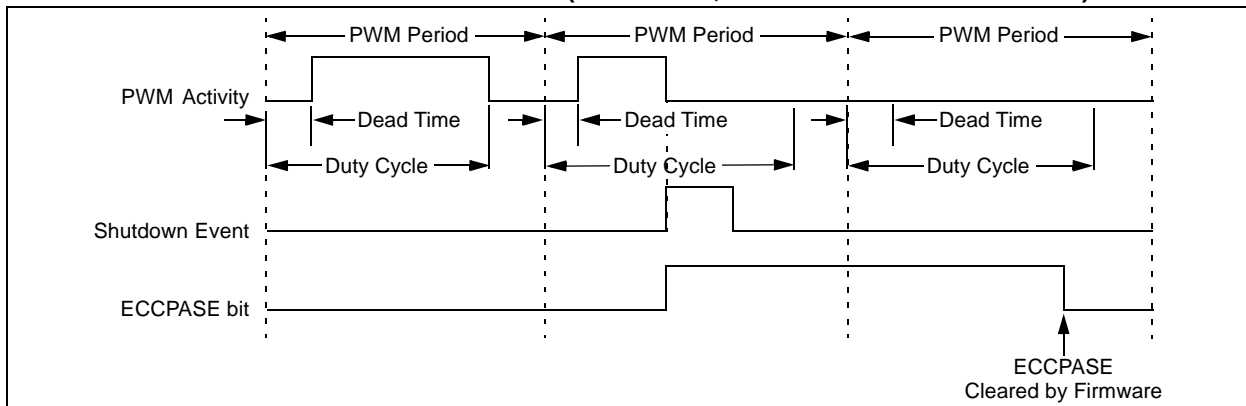 PWM Period PWM Period PWM Period
PWM Activity
Dead Time Dead Time Dead Time
Duty Cycle Duty Cycle Duty Cycle
Shutdown Event
ECCPASE bit
ECCPASE
Cleared by Firmware